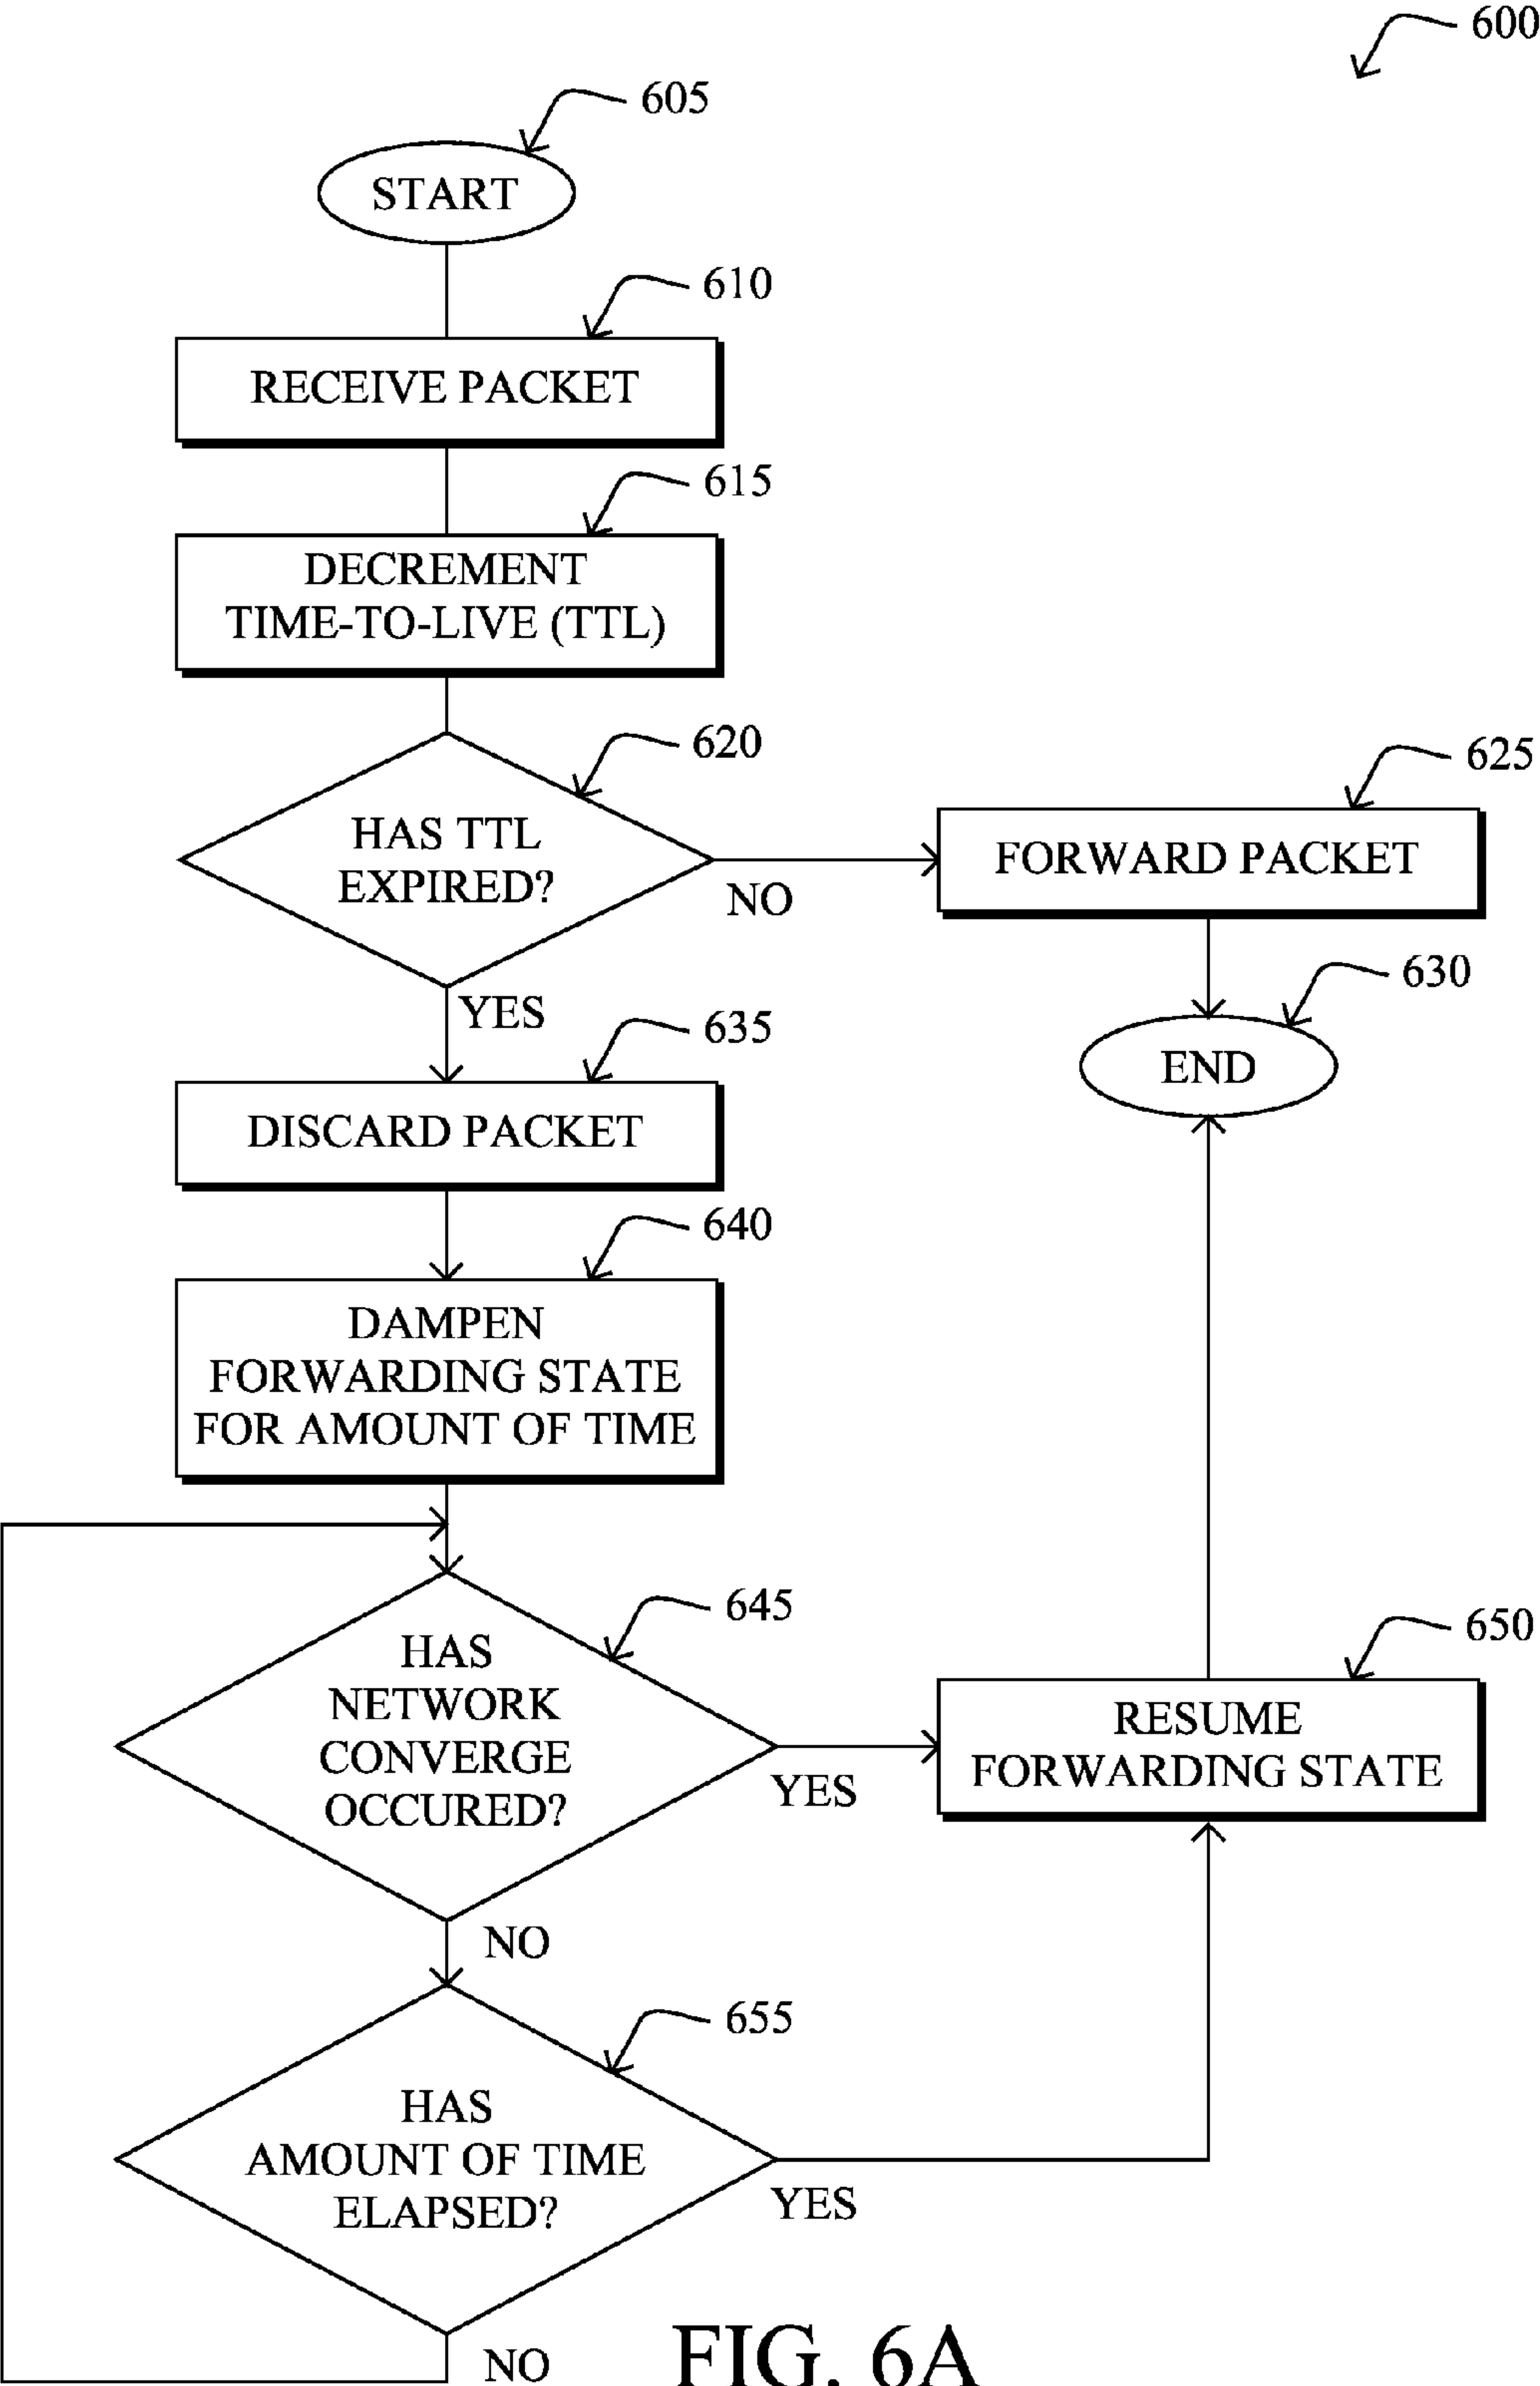 600
605
START
610
RECEIVE PACKET
615
DECREMENT
TIME-TO-LIVE (TTL)
620
HAS TTL
EXPIRED?
NO
625
FORWARD PACKET
630
END
YES
635
DISCARD PACKET
640
DAMPEN
FORWARDING STATE
FOR AMOUNT OF TIME
645
HAS
NETWORK
CONVERGE
OCCURED?
YES
650
RESUME
FORWARDING STATE
NO
655
HAS
AMOUNT OF TIME
ELAPSED?
YES
NO
FIG. 6A